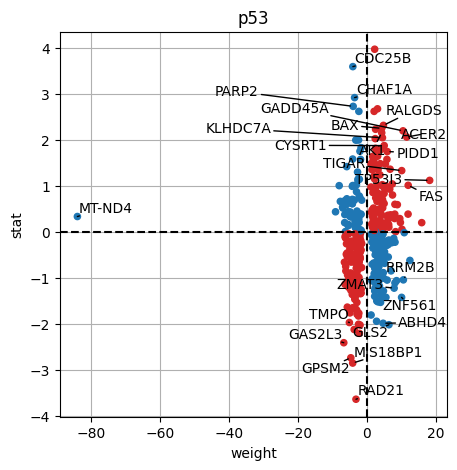 p53
4
CDC25B
3
PARP2
CHAF1A
GADD45A
RALGDS
KLHDC7A
BAX
ACER2
2
CYSRT1
AK1
PIDD1
TIGAR
TP53I3
FAS
1
MT-ND4
stat
0
RRM2B
−1
ZMAT3
ZNF561
TMPO
ABHD4
−2
GAS2L3
GLS2
MIS18BP1
GPSM2
−3
RAD21
−4
−80
−60
−40
−20
0
20
weight